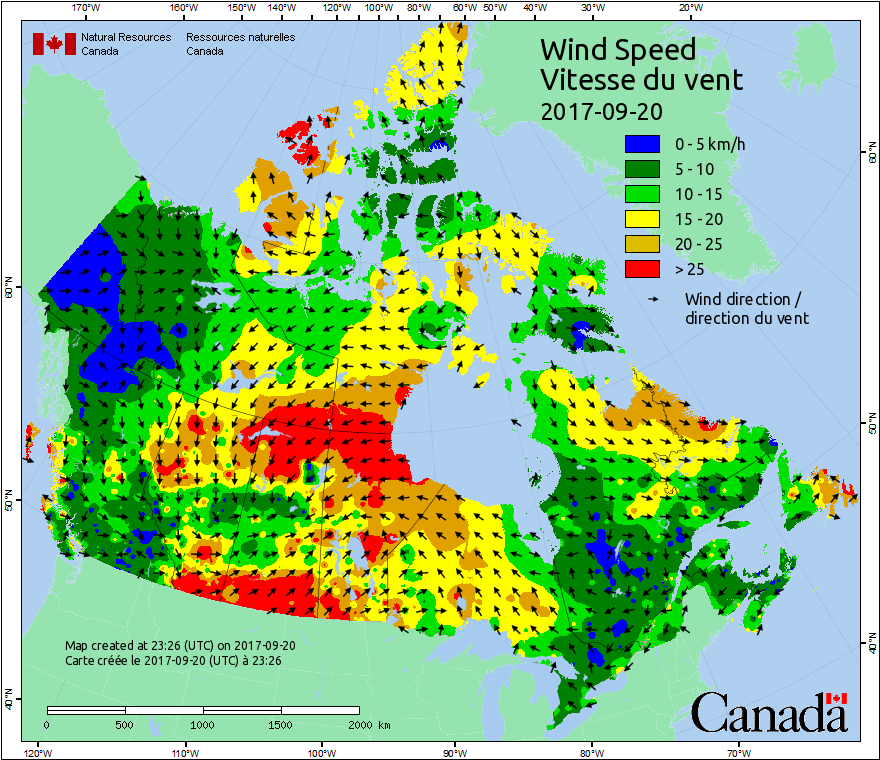 170°W 160°W 150°W 140°W 120°W 100°W 80°W 60°W 50°W 40°W 30°W 20°W
Natural Resources Ressources naturelles
Canada Canada
Wind Speed
Vitesse du vent
2017-09-20
0 - 5 km/h
5 - 10
10 - 15
15 - 20
20 - 25
> 25
Wind direction /
direction du vent
60°N 60°N
50°N 50°N
40°N 40°N
Map created at 23:26 (UTC) on 2017-09-20
Carte créée le 2017-09-20 (UTC) à 23:26
0 500 1000 1500 2000 km
Canada
120°W 110°W 100°W 90°W 80°W 70°W